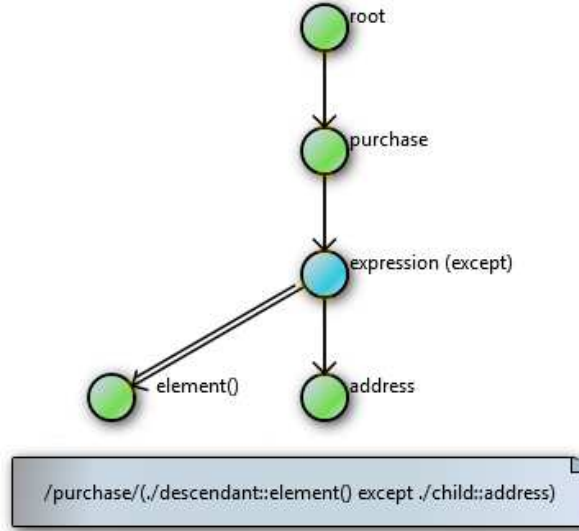 root
purchase
expression (except)
element()
address
/purchase/(./descendant::element() except ./child::address)